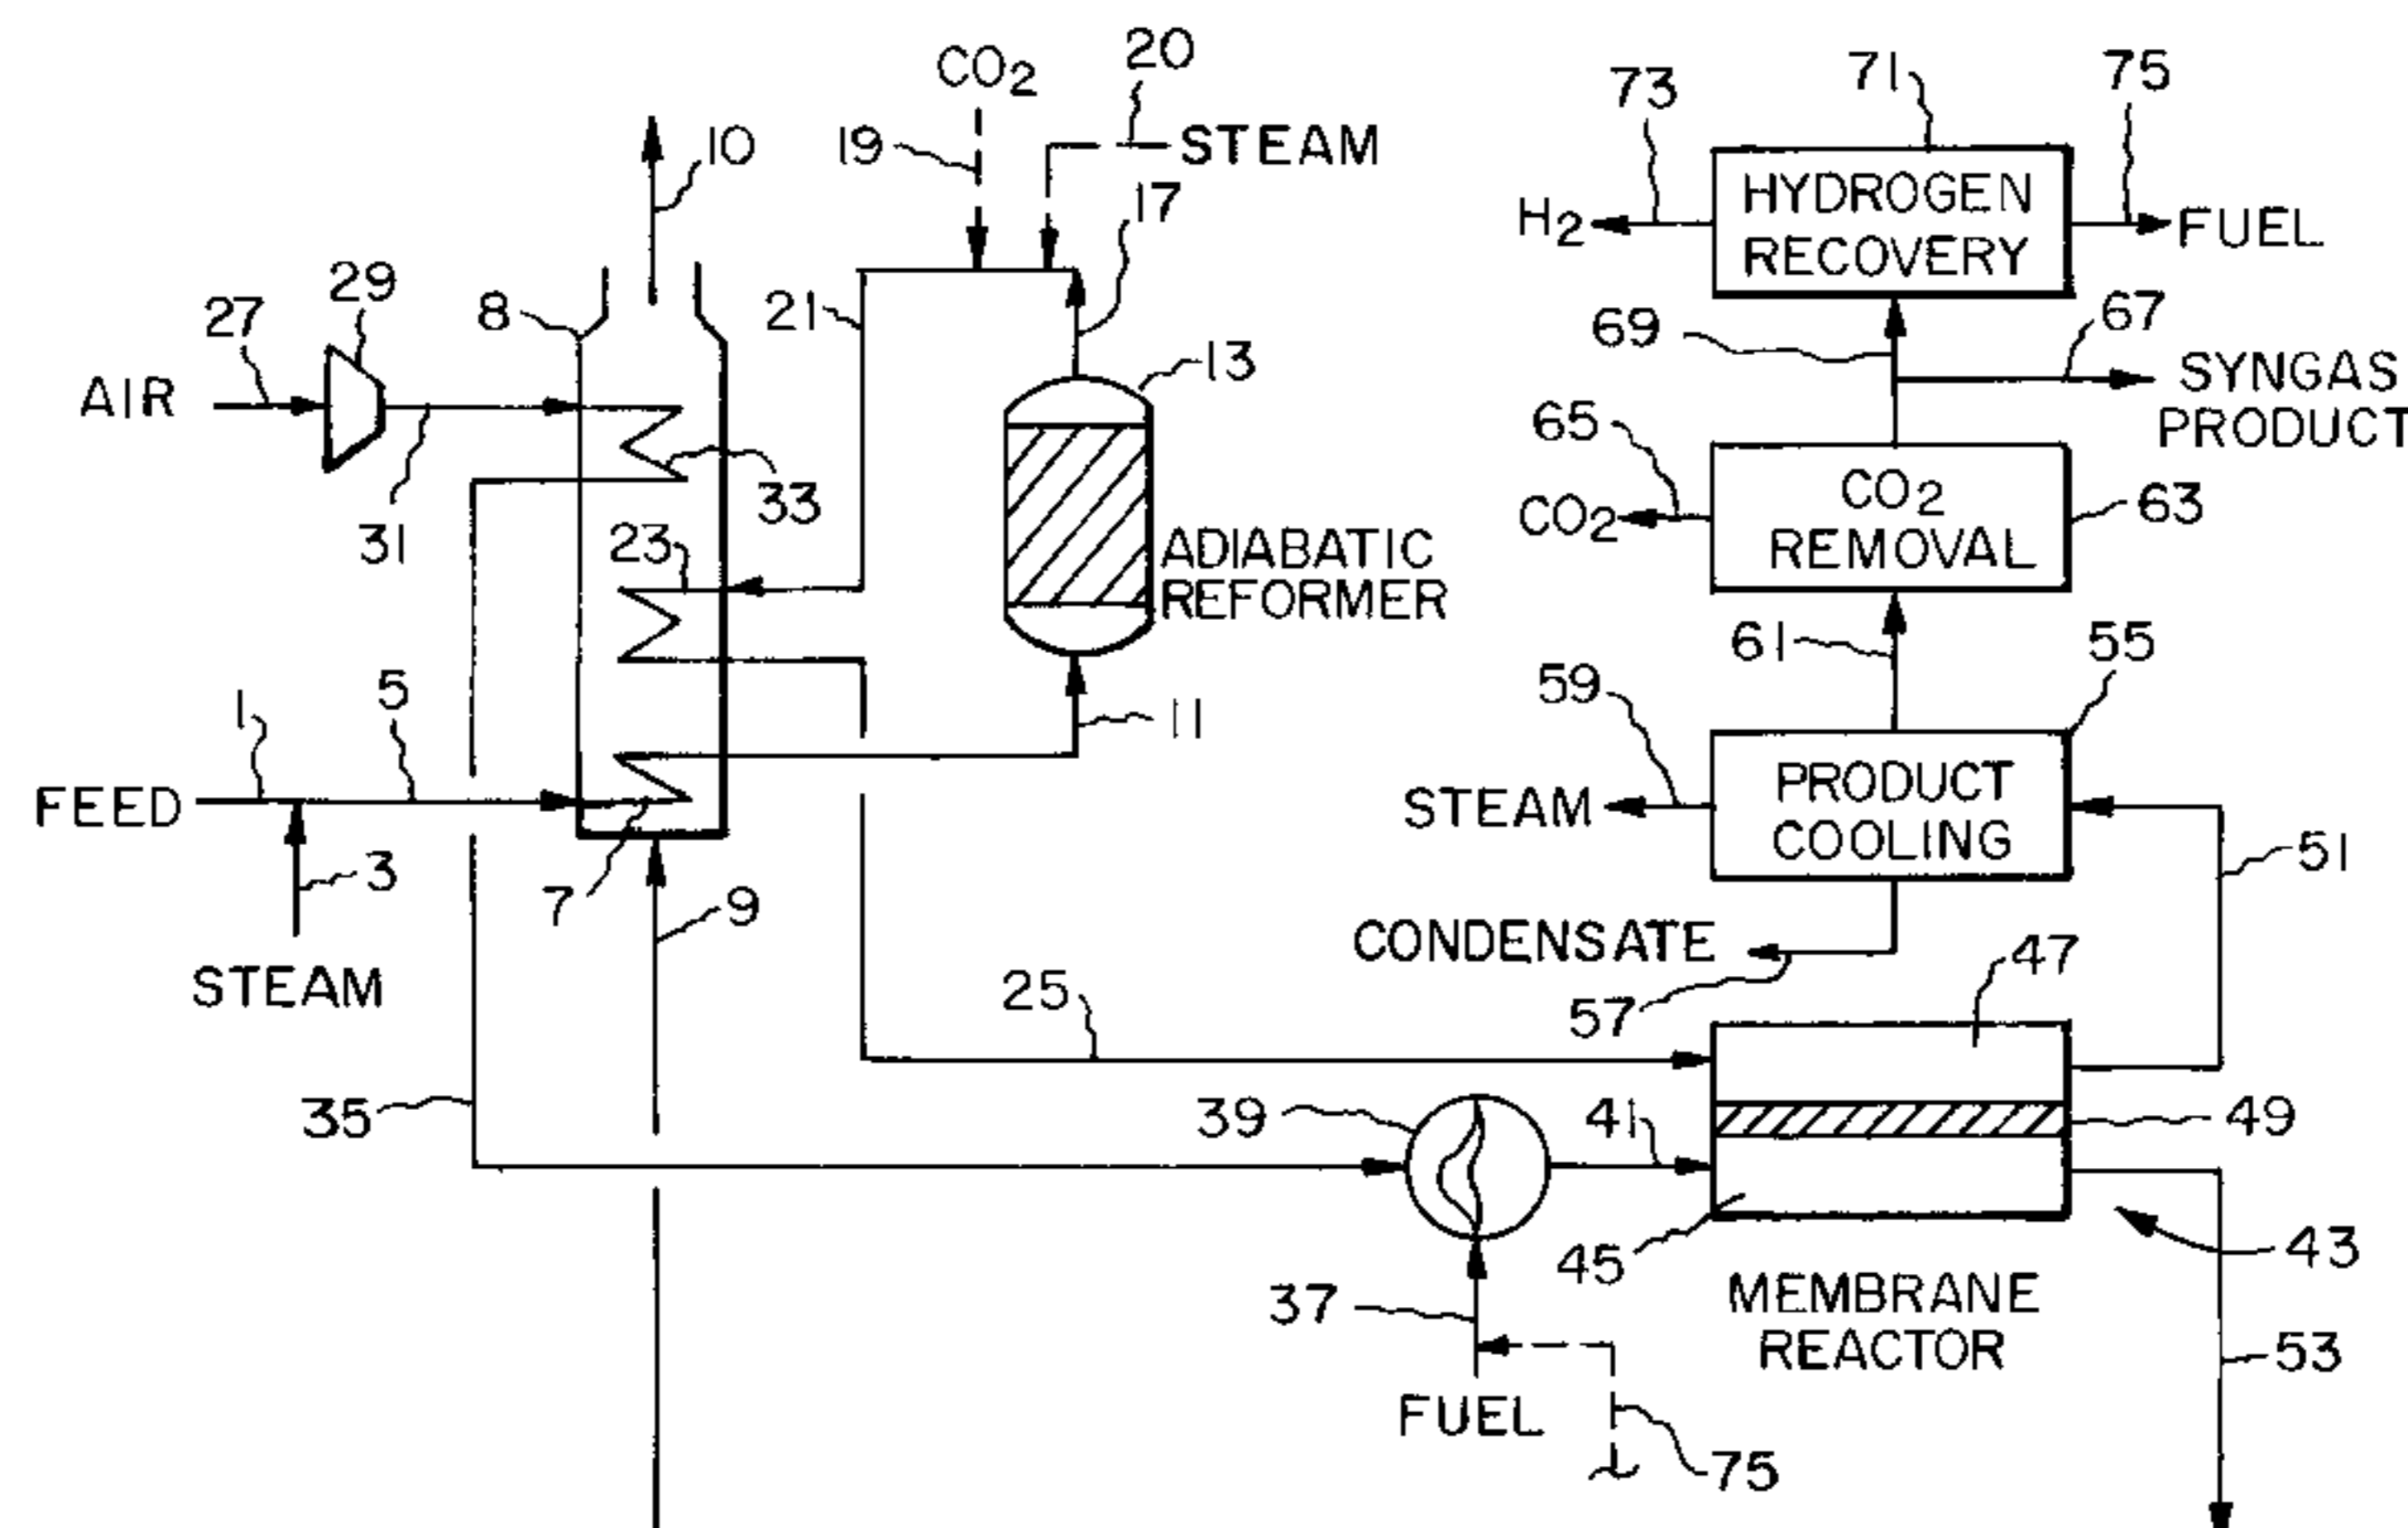 CO2
20
STEAM
19
17
10
21
8
29
27
AIR
31
33
23
13
ADIABATIC
REFORMER
11
1
5
FEED
3
STEAM
7
9
25
35
71
73
75
HYDROGEN
RECOVERY
H2
FUEL
69
67
SYNGAS
PRODUCT
65
CO2
REMOVAL
CO2
63
61
55
59
STEAM
PRODUCT
COOLING
51
CONDENSATE
57
47
39
41
49
45
43
MEMBRANE
REACTOR
37
FUEL
75
53